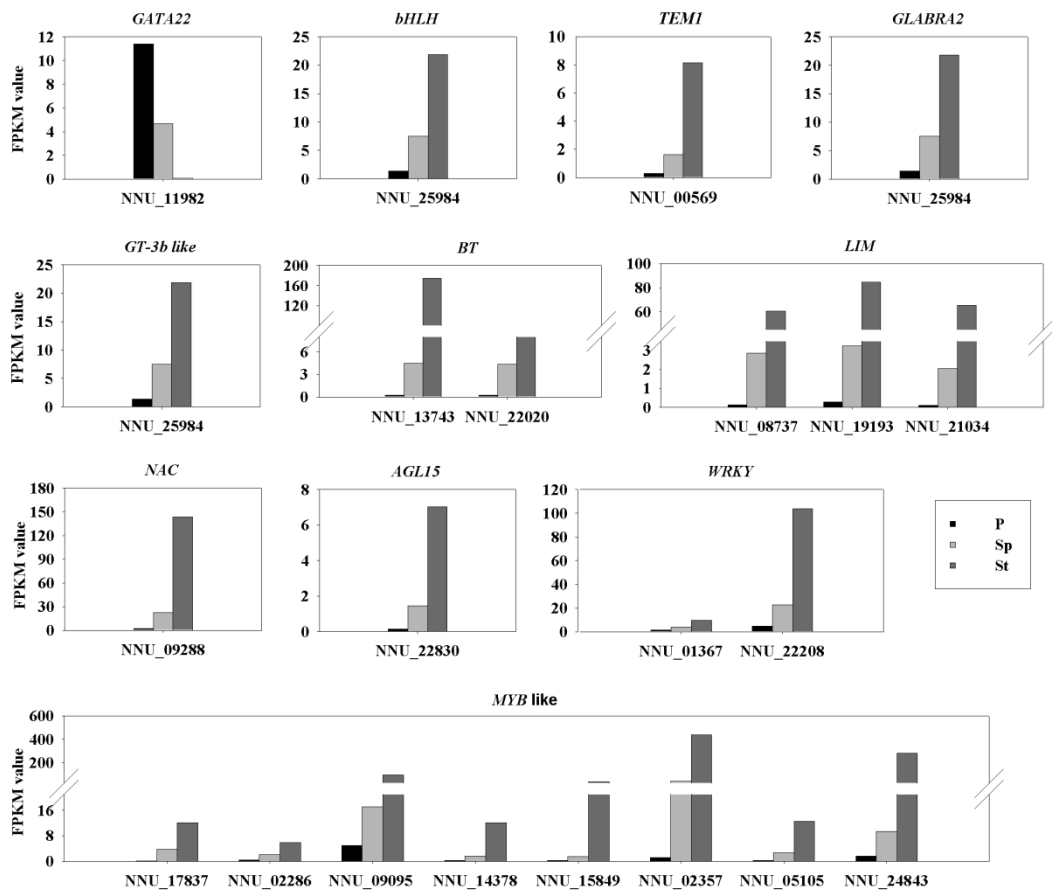 GATA22
bHLH
TEM1
GLABRA2
FPKM value
12
10
8
6
4
2
0
NNU_11982
25
20
15
10
5
0
NNU_25984
10
8
6
4
2
0
NNU_00569
25
20
15
10
5
0
NNU_25984
GT-3b like
BT
LIM
FPKM value
25
20
15
10
5
0
NNU_25984
200
180
160
140
6
4
2
0
NNU_13743 NNU_22020
100
80
60
3
2
1
0
NNU_08737 NNU_19193 NNU_21034
NAC
AGL15
WRKY
FPKM value
180
150
120
90
60
30
0
NNU_09288
8
6
4
2
0
NNU_22830
120
100
80
60
40
20
0
NNU_01367 NNU_22208
P
Sp
St
MYB like
FPKM value
600
400
200
16
8
0
NNU_17837 NNU_02286 NNU_09095 NNU_14378 NNU_15849 NNU_02357 NNU_05105 NNU_24843